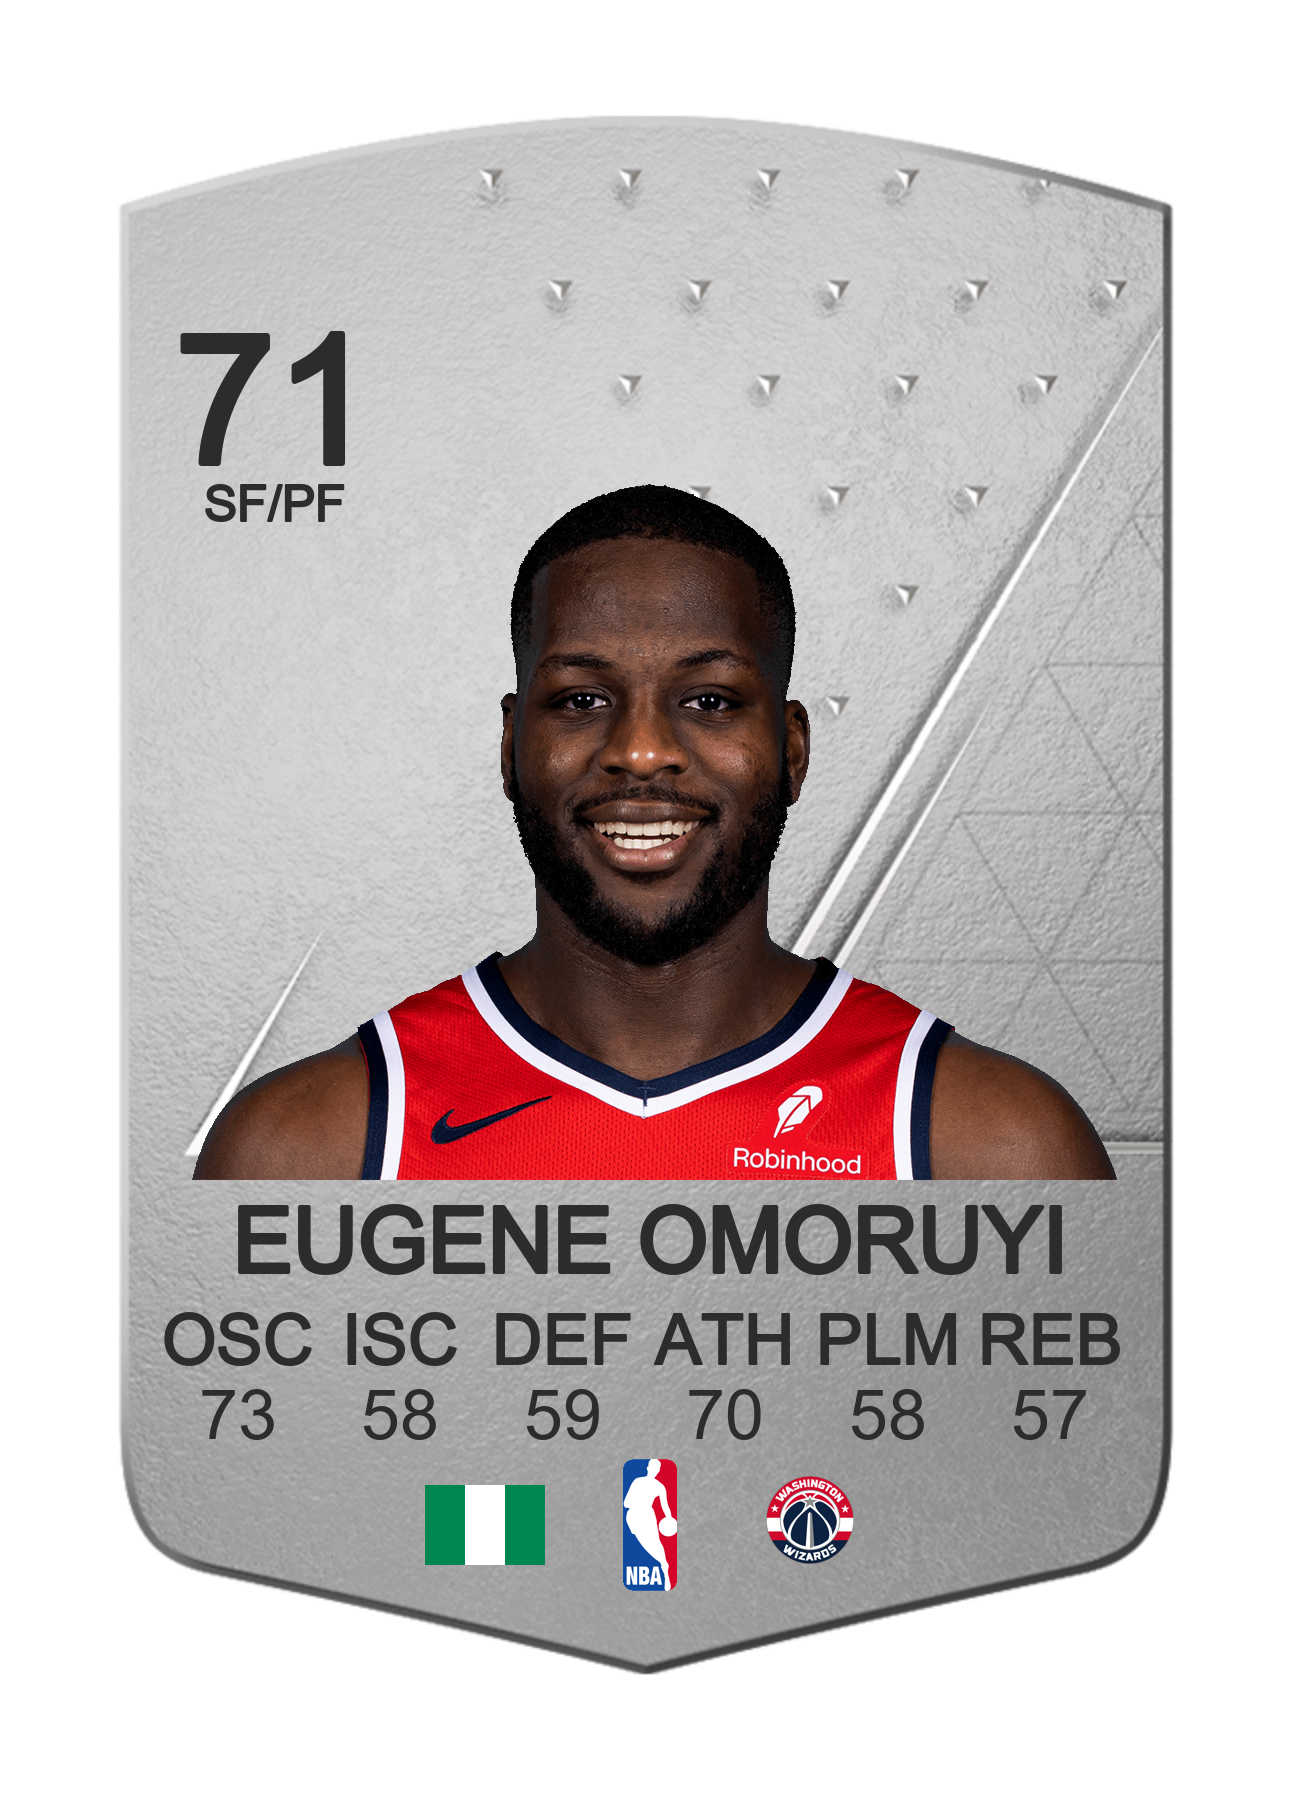 71
SF/PF
Robinhood
EUGENE OMORUYI
OSC ISC DEF ATH PLM REB
73 58 59 70 58 57
NBA
WASHINGTON
WIZARDS